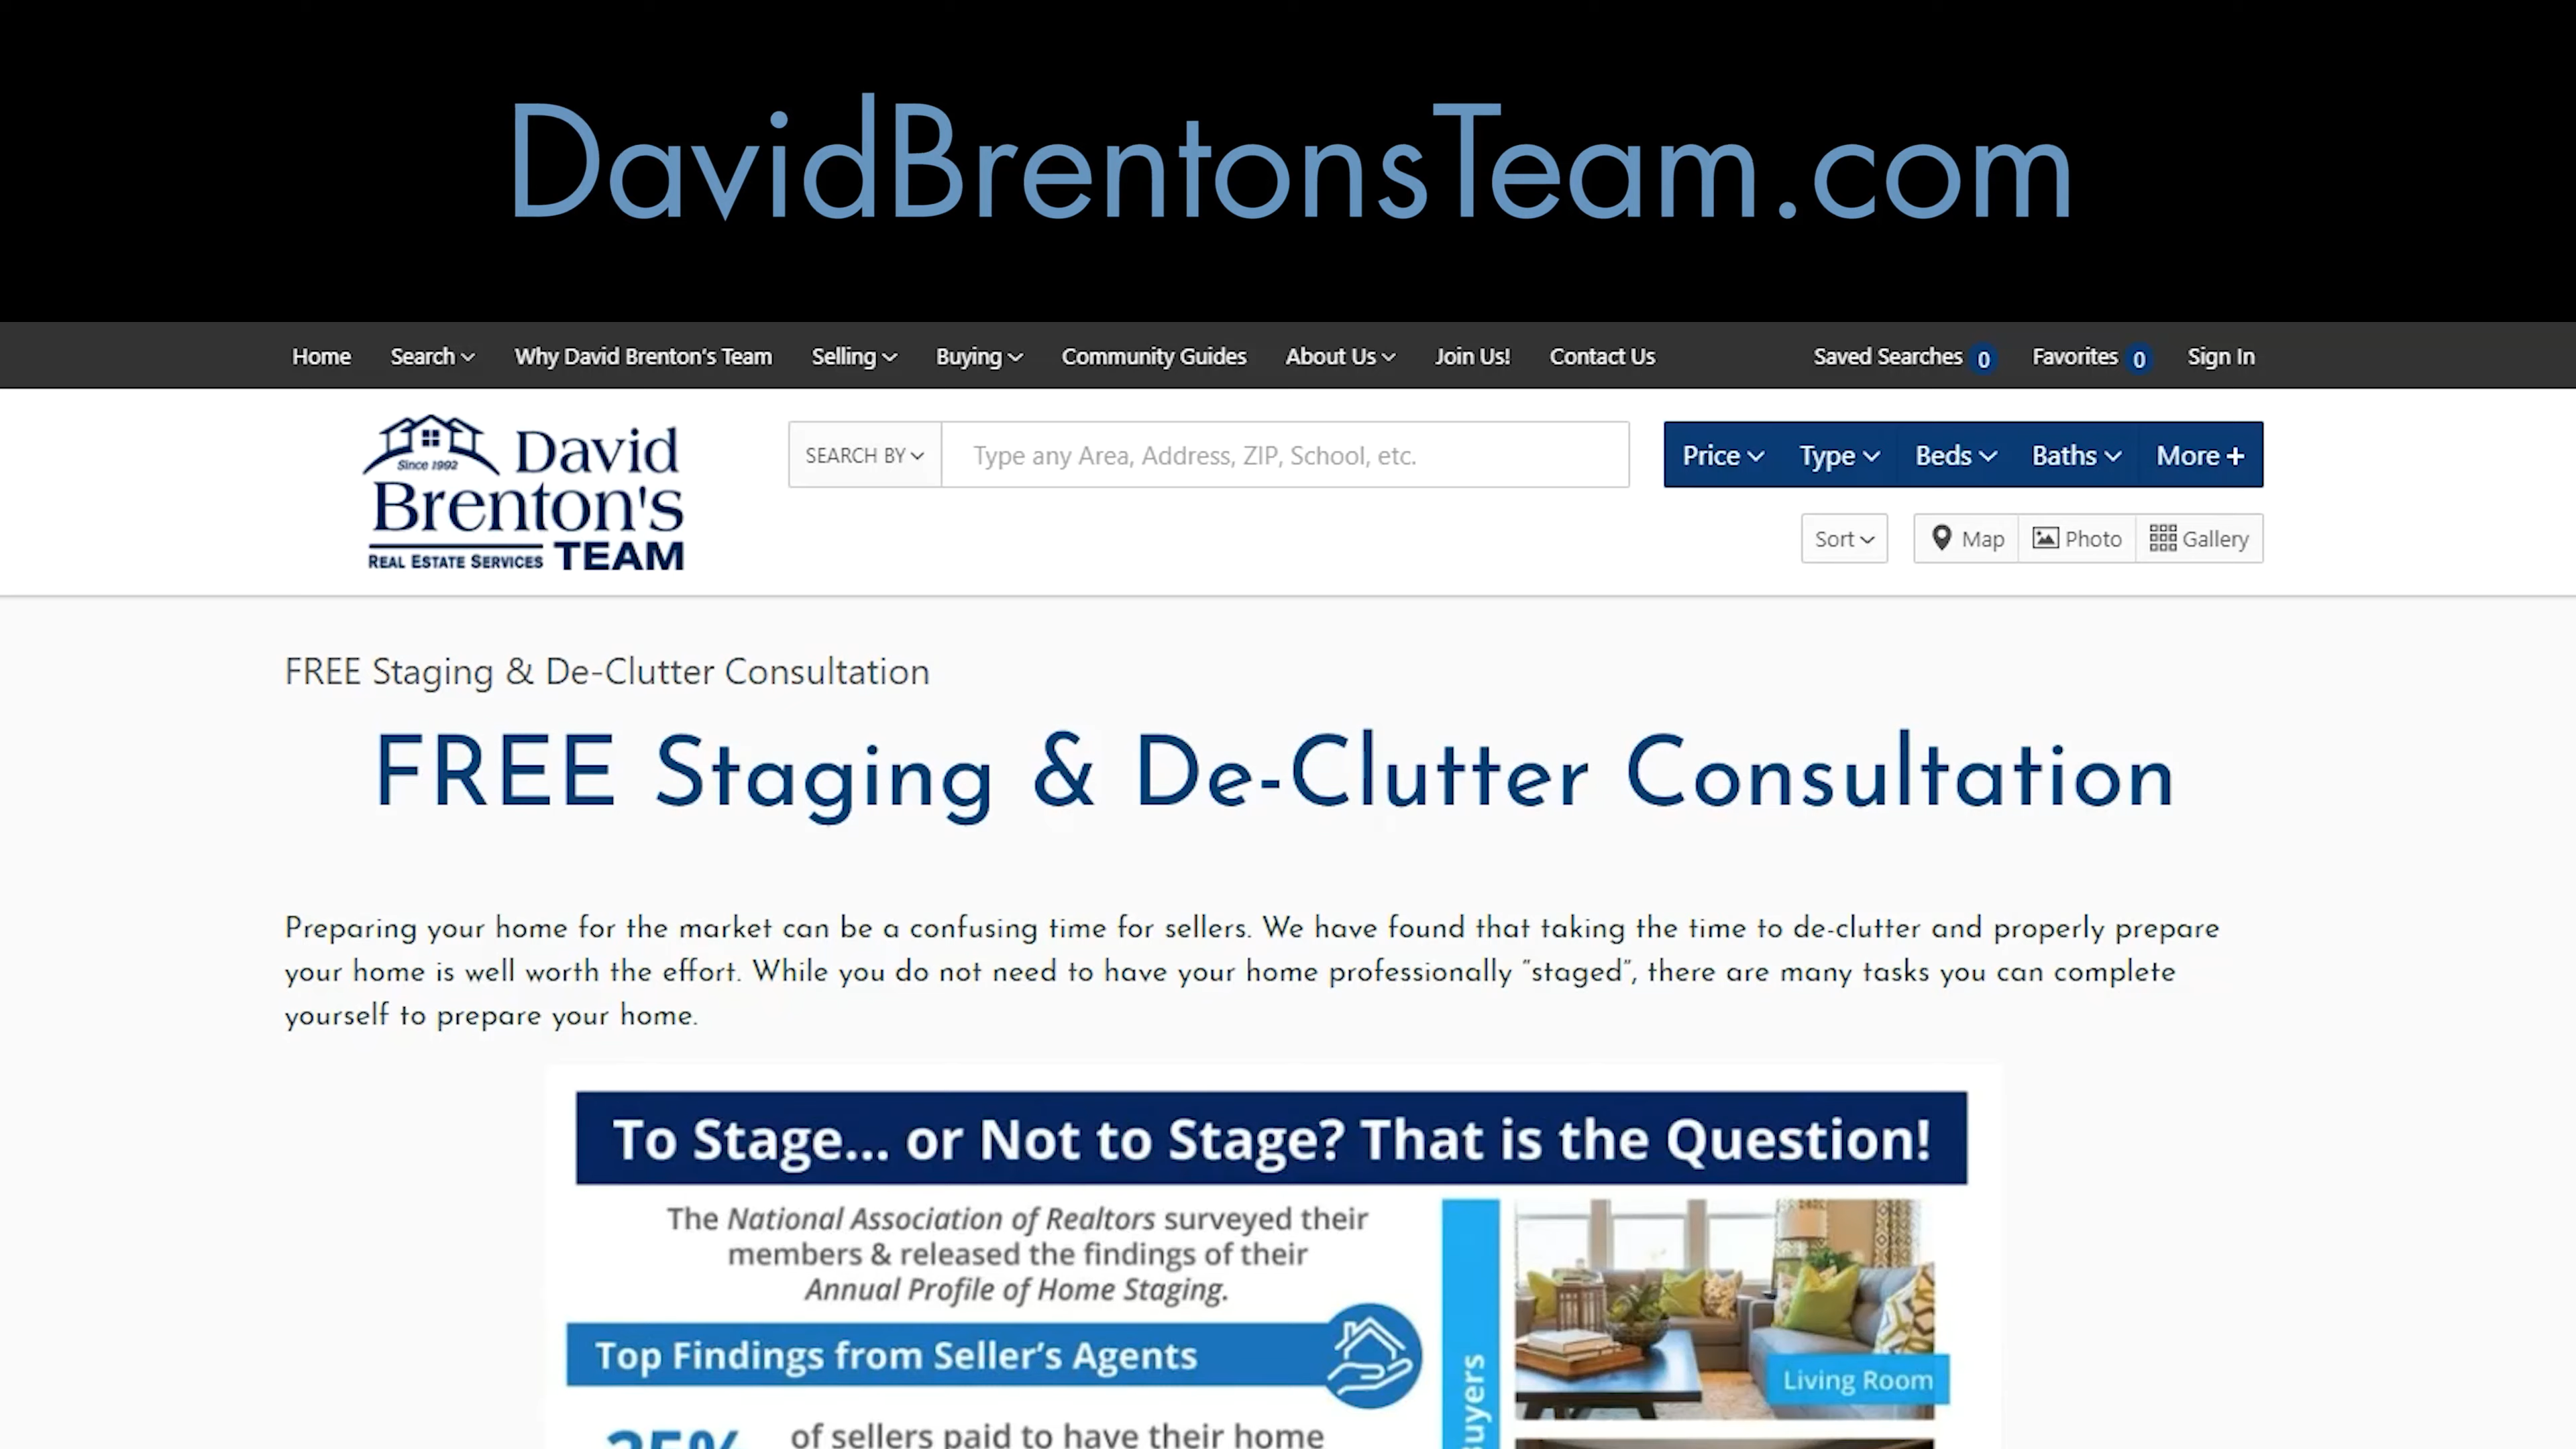 DavidBrentonsTeam.com
Home Search Why David Brenton's Team Selling Buying Community Guides About Us Join Us! Contact Us Saved Searches 0 Favorites 0 Sign In
Since 1992
David
Brenton's
REAL ESTATE SERVICES TEAM
SEARCH BY Type any Area, Address, ZIP, School, etc. Price Type Beds Baths More +
Sort Map Photo Gallery
FREE Staging & De-Clutter Consultation
FREE Staging & De-Clutter Consultation
Preparing your home for the market can be a confusing time for sellers. We have found that taking the time to de-clutter and properly prepare
your home is well worth the effort. While you do not need to have your home professionally "staged", there are many tasks you can complete
yourself to prepare your home.
To Stage... or Not to Stage? That is the Question!
The National Association of Realtors surveyed their
members & released the findings of their
Annual Profile of Home Staging.
Top Findings from Seller's Agents
Living Room
of sellers paid to have their home